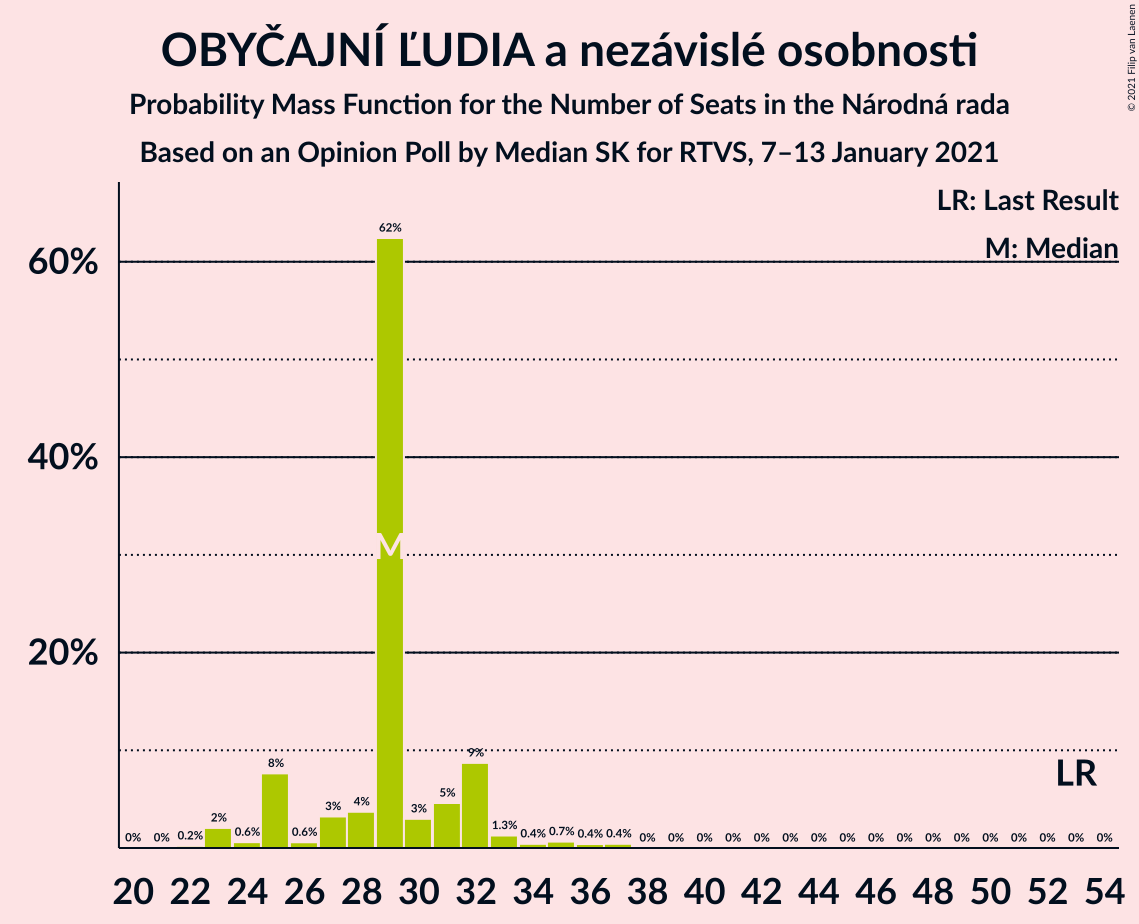 OBYČAJNÍ ĽUDIA a nezávislé osobnosti
Probability Mass Function for the Number of Seats in the Národná rada
Based on an Opinion Poll by Median SK for RTVS, 7–13 January 2021
© 2021 Filip van Laenen
LR: Last Result
M: Median
60%
40%
20%
0% 0% 0.2% 2% 0.6% 8% 0.6% 3% 4% 62% 3% 5% 9% 1.3% 0.4% 0.7% 0.4% 0.4% 0% 0% 0% 0% 0% 0% 0% 0% 0% 0% 0% 0% 0% 0% 0% 0% 0%
M
LR
20 22 24 26 28 30 32 34 36 38 40 42 44 46 48 50 52 54